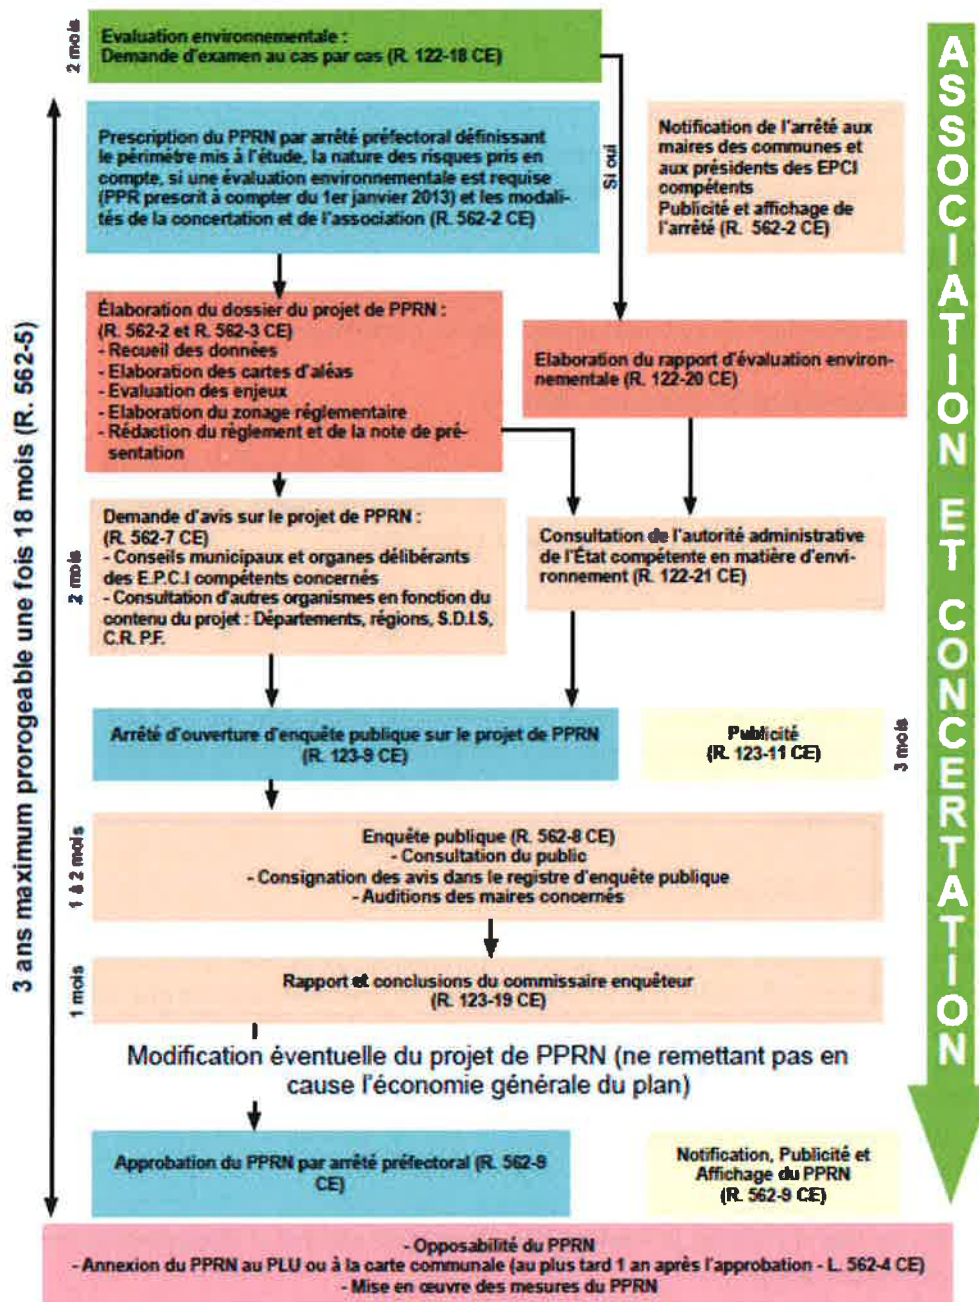 2 mois
Evaluation environnementale :
Demande d'examen au cas par cas (R. 122-18 CE)
Prescription du PPRN par arrêté préfectoral définissant
le périmètre mis à l'étude, la nature des risques pris en
compte, si une évaluation environnementale est requise
(PPR prescrit à compter du 1er janvier 2013) et les modali-
tés de la concertation et de l'association (R. 562-2 CE)
Si oui
Notification de l'arrêté aux
maires des communes et
aux présidents des EPCI
compétents
Publicité et affichage de
l'arrêté (R. 562-2 CE)
Élaboration du dossier du projet de PPRN :
(R. 562-2 et R. 562-3 CE)
- Recueil des données
- Elaboration des cartes d'aléas
- Evaluation des enjeux
- Elaboration du zonage réglementaire
- Rédaction du règlement et de la note de pré-
sentation
Elaboration du rapport d'évaluation environ-
nementale (R. 122-20 CE)
2 mois
Demande d'avis sur le projet de PPRN :
(R. 562-7 CE)
- Conseils municipaux et organes délibérants
des E.P.C.I compétents concernés
- Consultation d'autres organismes en fonction du
contenu du projet : Départements, régions, S.D.I.S,
C.R. P.F.
Consultation de l'autorité administrative
de l'État compétente en matière d'envi-
ronnement (R. 122-21 CE)
Arrêté d'ouverture d'enquête publique sur le projet de PPRN
(R. 123-9 CE)
Publicité
(R. 123-11 CE)
3 mois
1 à 2 mois
Enquête publique (R. 562-8 CE)
- Consultation du public
- Consignation des avis dans le registre d'enquête publique
- Auditions des maires concernés
1 mois
Rapport et conclusions du commissaire enquêteur
(R. 123-19 CE)
Modification éventuelle du projet de PPRN (ne remettant pas en
cause l'économie générale du plan)
Approbation du PPRN par arrêté préfectoral (R. 562-9
CE)
Notification, Publicité et
Affichage du PPRN
(R. 562-9 CE)
- Opposabilité du PPRN
- Annexion du PPRN au PLU ou à la carte communale (au plus tard 1 an après l'approbation - L. 562-4 CE)
- Mise en œuvre des mesures du PPRN
3 ans maximum prorogeable une fois 18 mois (R. 562-5)
ASSOCIATION ET CONCERTATION